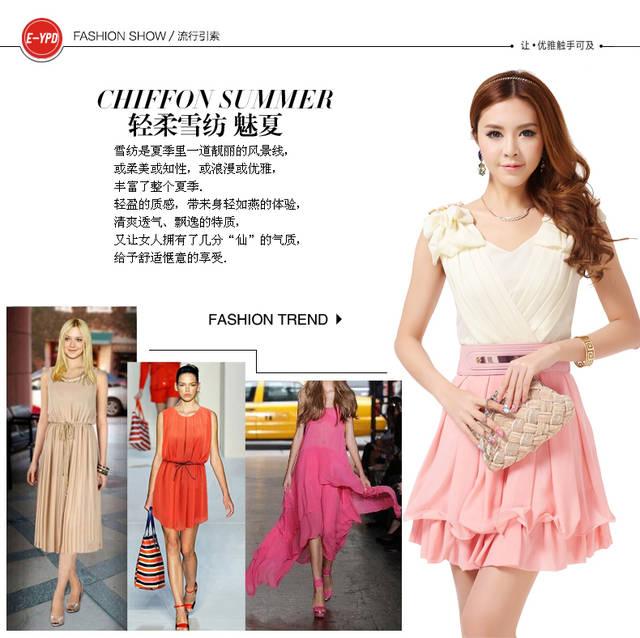 E-YPD
FASHION SHOW / 流行引索
让·优雅触手可及
CHIFFON SUMMER
轻柔雪纺 魅夏
雪纺是夏季里一道靓丽的风景线，
或柔美或知性，或浪漫或优雅，
丰富了整个夏季.
轻盈的质感，带来身轻如燕的体验，
清爽透气、飘逸的特质，
又让女人拥有了几分“仙”的气质，
给予舒适惬意的享受.
FASHION TREND